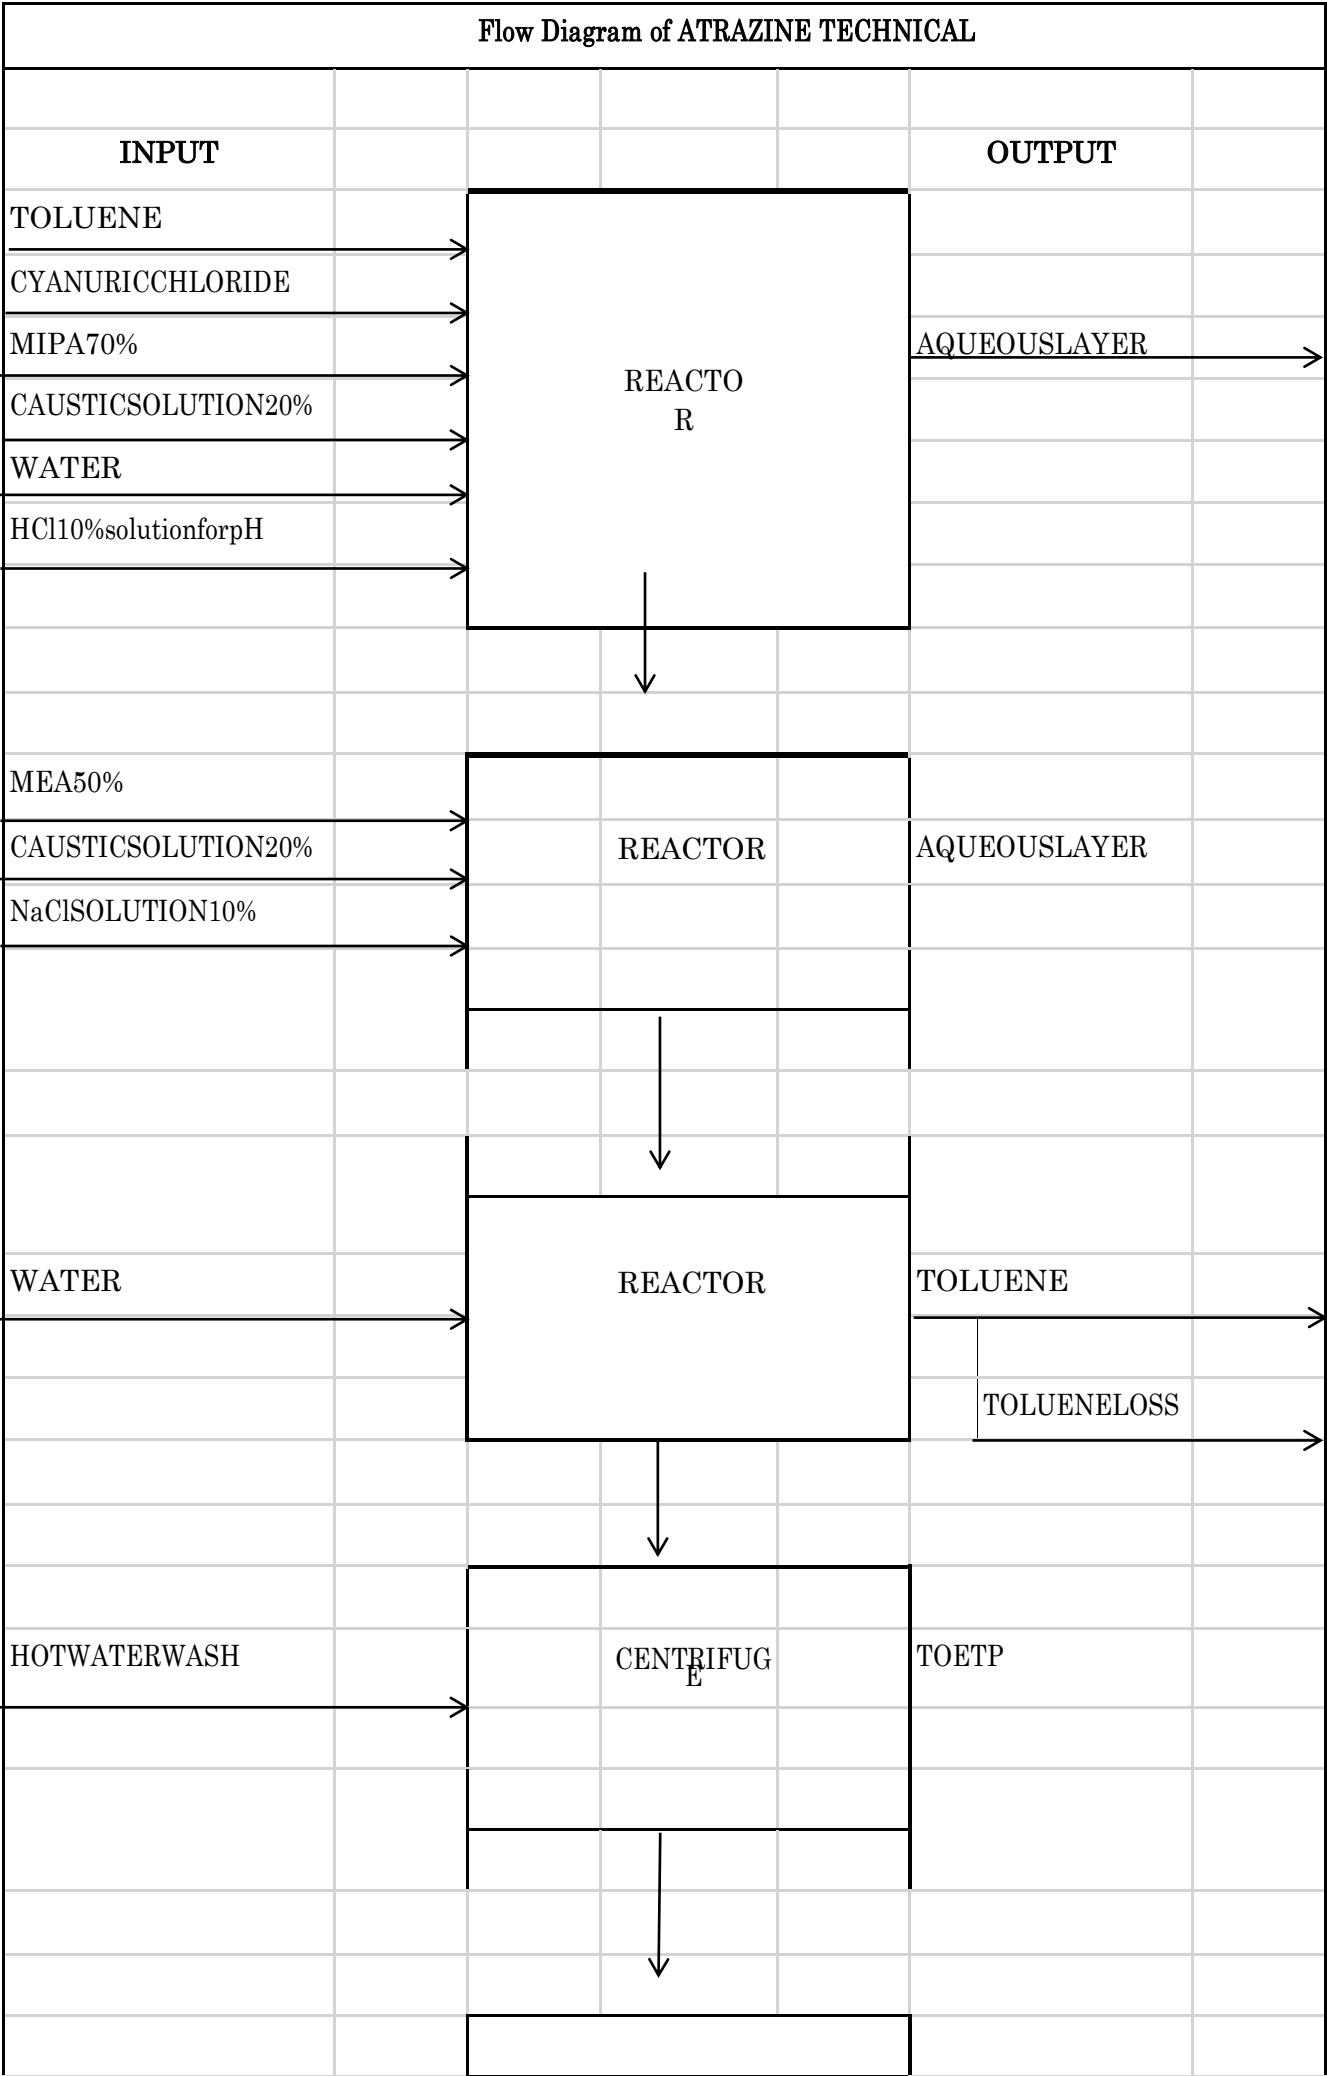 Flow Diagram of ATRAZINE TECHNICAL
INPUT
OUTPUT
TOLUENE
CYANURICCHLORIDE
MIPA70%
AQUEOUSLAYER
REACTO
R
CAUSTICSOLUTION20%
WATER
HCl10%solutionforpH
MEA50%
CAUSTICSOLUTION20%
REACTOR
AQUEOUSLAYER
NaClSOLUTION10%
WATER
REACTOR
TOLUENE
TOLUENELOSS
HOTWATERWASH
CENTRIFUG
E
TOETP